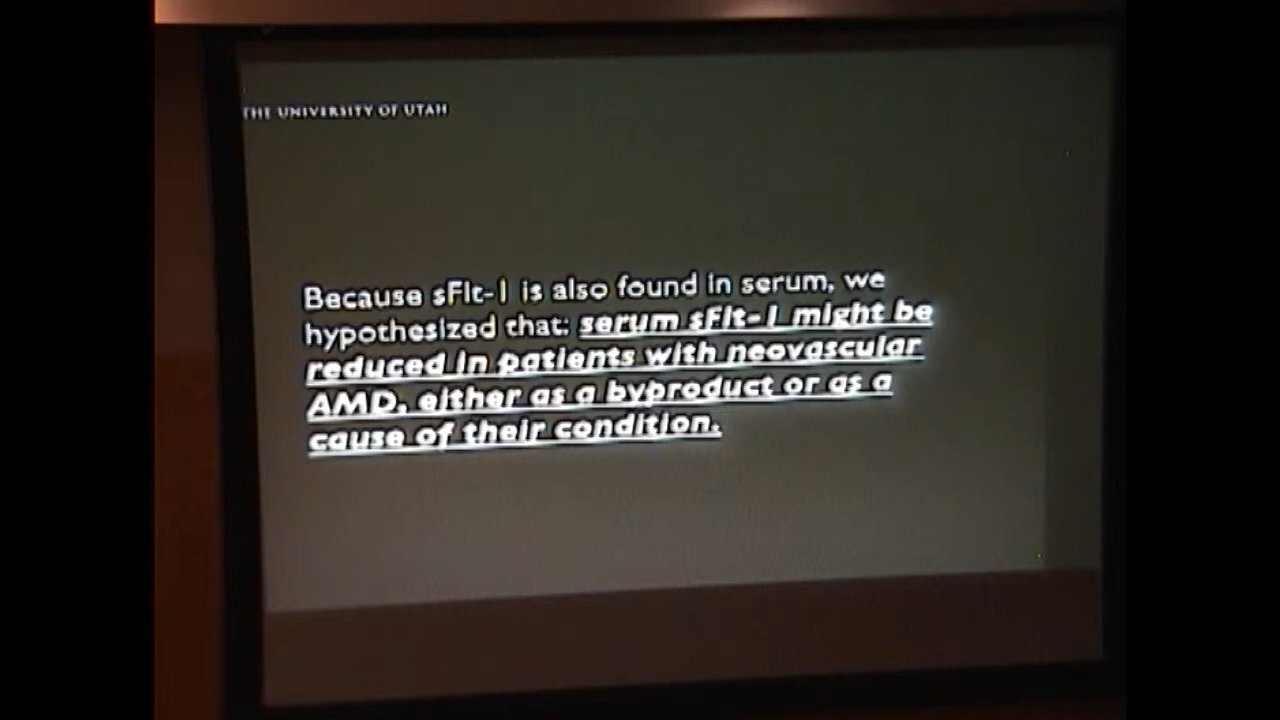 THE UNIVERSITY OF UTAH
Because sFlt-1 is also found in serum, we
hypothesized that: serum sFlt-1 might be
reduced in patients with neovascular
AMD, either as a byproduct or as a
cause of their condition.